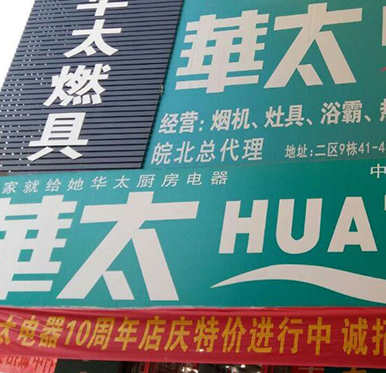 华太燃具
華太
经营:烟机、灶具、浴霸、
皖北总代理 地址:二区9栋41-4
家就给她华太厨房电器
中
華太 HUA
太电器10周年店庆特价进行中 诚招